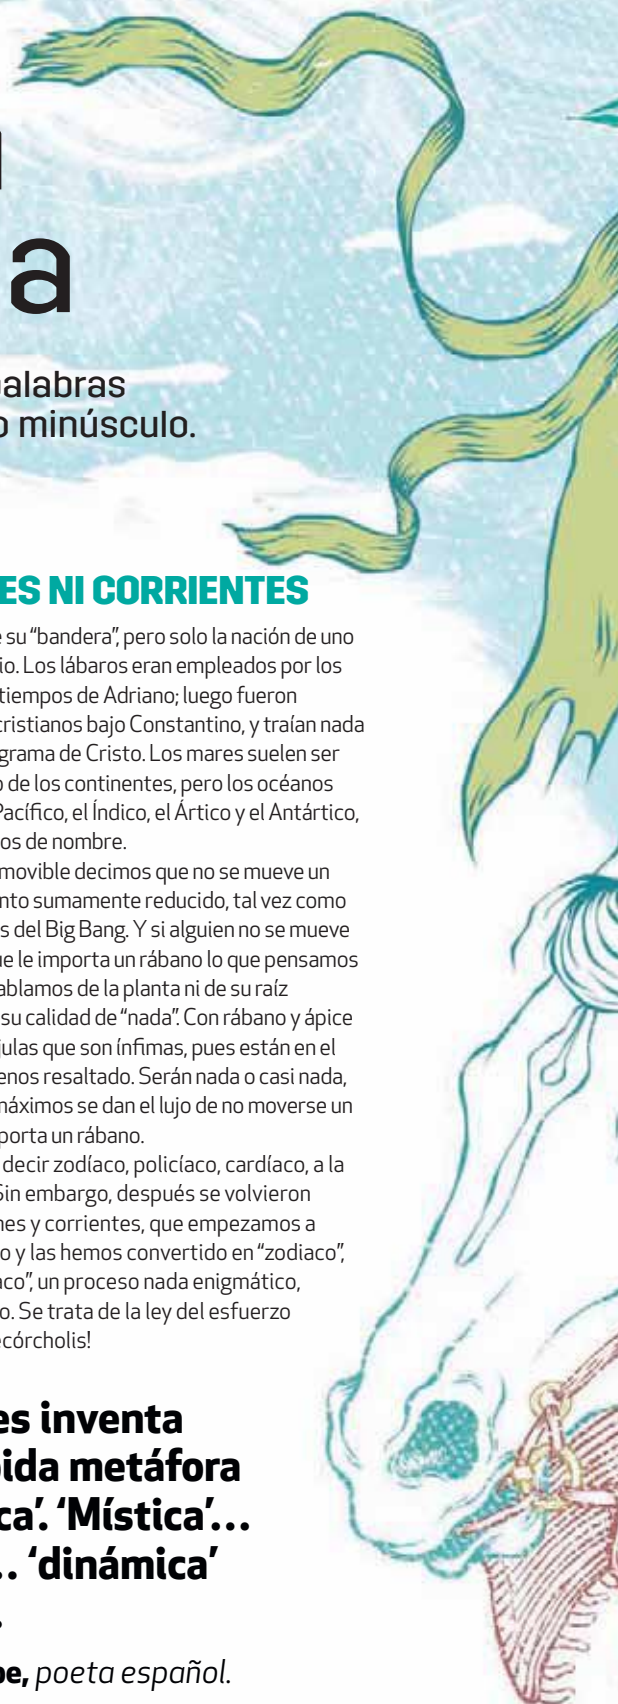 a
palabras
o minúsculo.
ES NI CORRIENTES
e su “bandera”, pero solo la nación de uno
io. Los lábaros eran empleados por los
tiempos de Adriano; luego fueron
cristianos bajo Constantino, y traían nada
grama de Cristo. Los mares suelen ser
o de los continentes, pero los océanos
Pacífico, el Índico, el Ártico y el Antártico,
os de nombre.
movible decimos que no se mueve un
nto sumamente reducido, tal vez como
s del Big Bang. Y si alguien no se mueve
ue le importa un rábano lo que pensamos
ablamos de la planta ni de su raíz
su calidad de “nada”. Con rábano y ápice
julas que son ínfimas, pues están en el
enos resaltado. Serán nada o casi nada,
máximos se dan el lujo de no moverse un
porta un rábano.
decir zodíaco, policíaco, cardíaco, a la
Sin embargo, después se volvieron
nes y corrientes, que empezamos a
o y las hemos convertido en “zodiaco”,
aco”, un proceso nada enigmático,
o. Se trata de la ley del esfuerzo
ecórcholis!
es inventa
pida metáfora
ca’. ‘Mística’…
… ‘dinámica’
.
pe, poeta español.